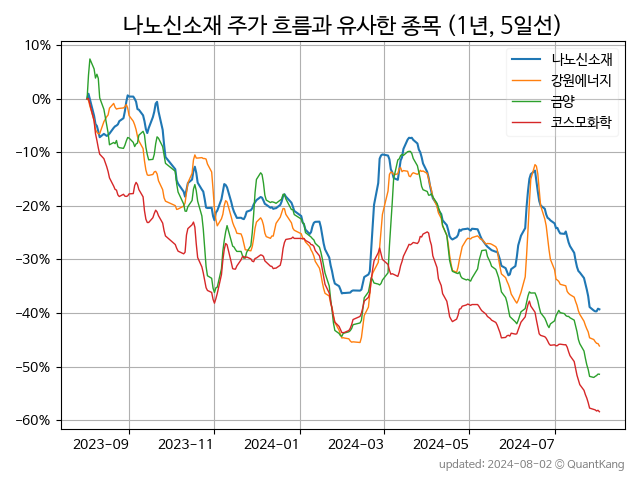 나노신소재 주가 흐름과 유사한 종목 (1년, 5일선)
나노신소재
강원에너지
금양
코스모화학
10%
0%
−10%
−20%
−30%
−40%
−50%
−60%
2023-09 2023-11 2024-01 2024-03 2024-05 2024-07
updated: 2024-08-02 © QuantKang